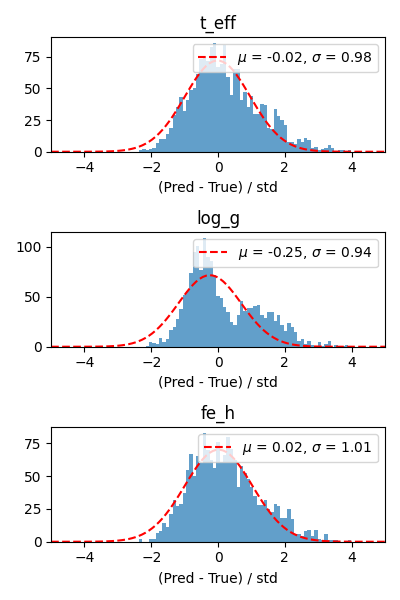 t_eff
75
50
25
0
μ = -0.02, σ = 0.98
−4 −2 0 2 4
(Pred - True) / std
log_g
100
50
0
μ = -0.25, σ = 0.94
−4 −2 0 2 4
(Pred - True) / std
fe_h
75
50
25
0
μ = 0.02, σ = 1.01
−4 −2 0 2 4
(Pred - True) / std